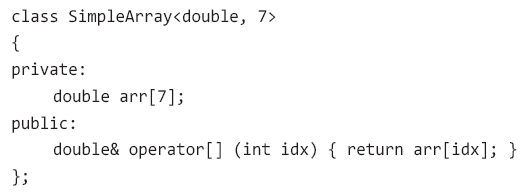 class SimpleArray<double, 7>
{
private:
    double arr[7];
public:
    double& operator[] (int idx) { return arr[idx]; }
};